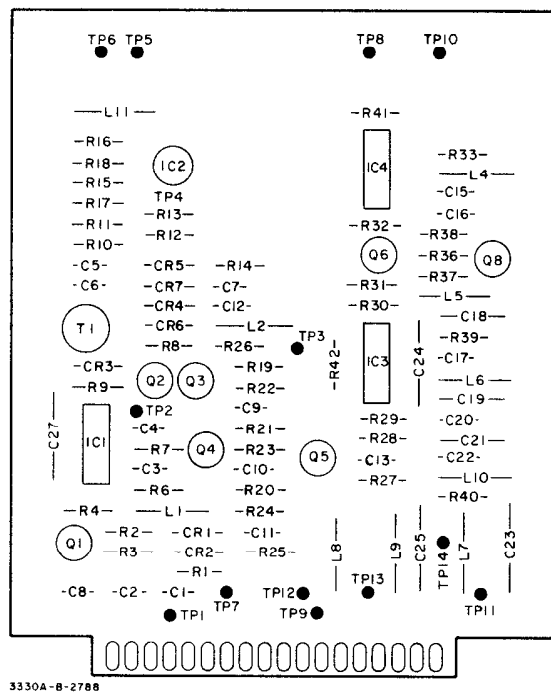 TP6 TP5 TP8 TP10
L11 R41
R16
R18 IC2 IC4 R33
R15 L4
R17 TP4 C15
R11 R13 R32 C16
R10 R12 R38
C5 CR5 R14 Q6 R36 Q8
C6 CR7 C7 R31 R37
CR4 C12 R30 L5
T1 CR6 L2 C18
R8 R26 TP3 R42 IC3 C24 R39
CR3 R19 C17
R9 Q2 Q3 R22 L6
TP2 C9 C19
C27 IC1 C4 R21 R29 C20
R7 Q4 R23 Q5 R28 C21
C3 C10 C13 C22
R6 R20 R27 L10
R4 L1 R24 R40
Q1 R2 CR1 C11
R3 CR2 R25 L8 L9 C25 TP14 L7 C23
R1
C8 C2 C1 TP7 TP12 TP13 TP11
TP1 TP9
3330A-B-2788